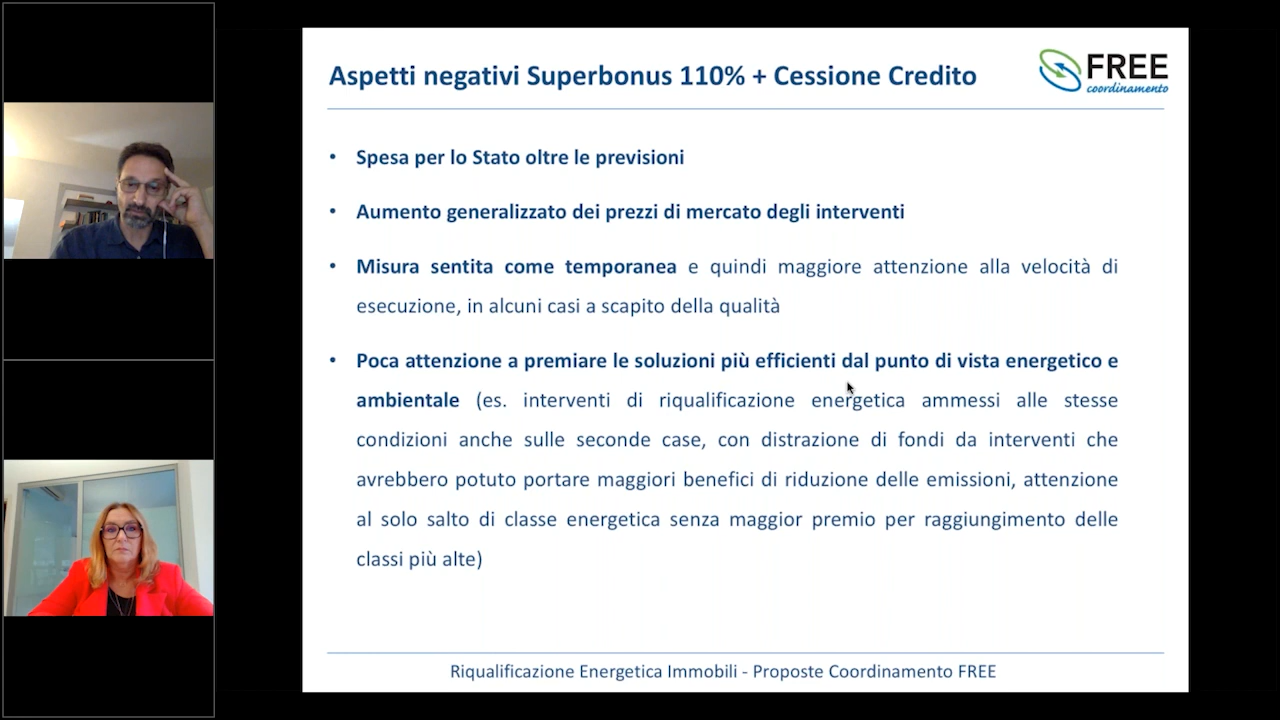 Aspetti negativi Superbonus 110% + Cessione Credito
FREE
coordinamento
• Spesa per lo Stato oltre le previsioni
• Aumento generalizzato dei prezzi di mercato degli interventi
• Misura sentita come temporanea e quindi maggiore attenzione alla velocità di
esecuzione, in alcuni casi a scapito della qualità
• Poca attenzione a premiare le soluzioni più efficienti dal punto di vista energetico e
ambientale (es. interventi di riqualificazione energetica ammessi alle stesse
condizioni anche sulle seconde case, con distrazione di fondi da interventi che
avrebbero potuto portare maggiori benefici di riduzione delle emissioni, attenzione
al solo salto di classe energetica senza maggior premio per raggiungimento delle
classi più alte)
Riqualificazione Energetica Immobili - Proposte Coordinamento FREE